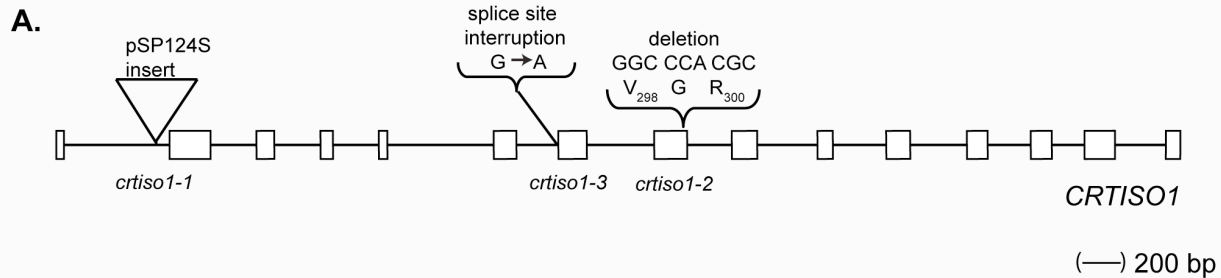 A.
pSP124S
insert
splice site
interruption
G → A
deletion
GGC CCA CGC
V298 G R300
crtiso1-1
crtiso1-3
crtiso1-2
CRTISO1
(—) 200 bp